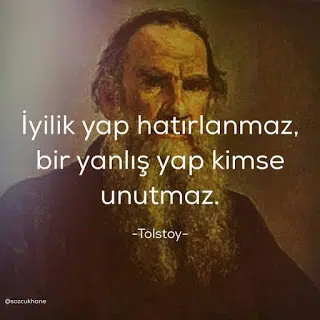 İyilik yap hatırlanmaz,
bir yanlış yap kimse
unutmaz.
-Tolstoy-
@sozcukhane